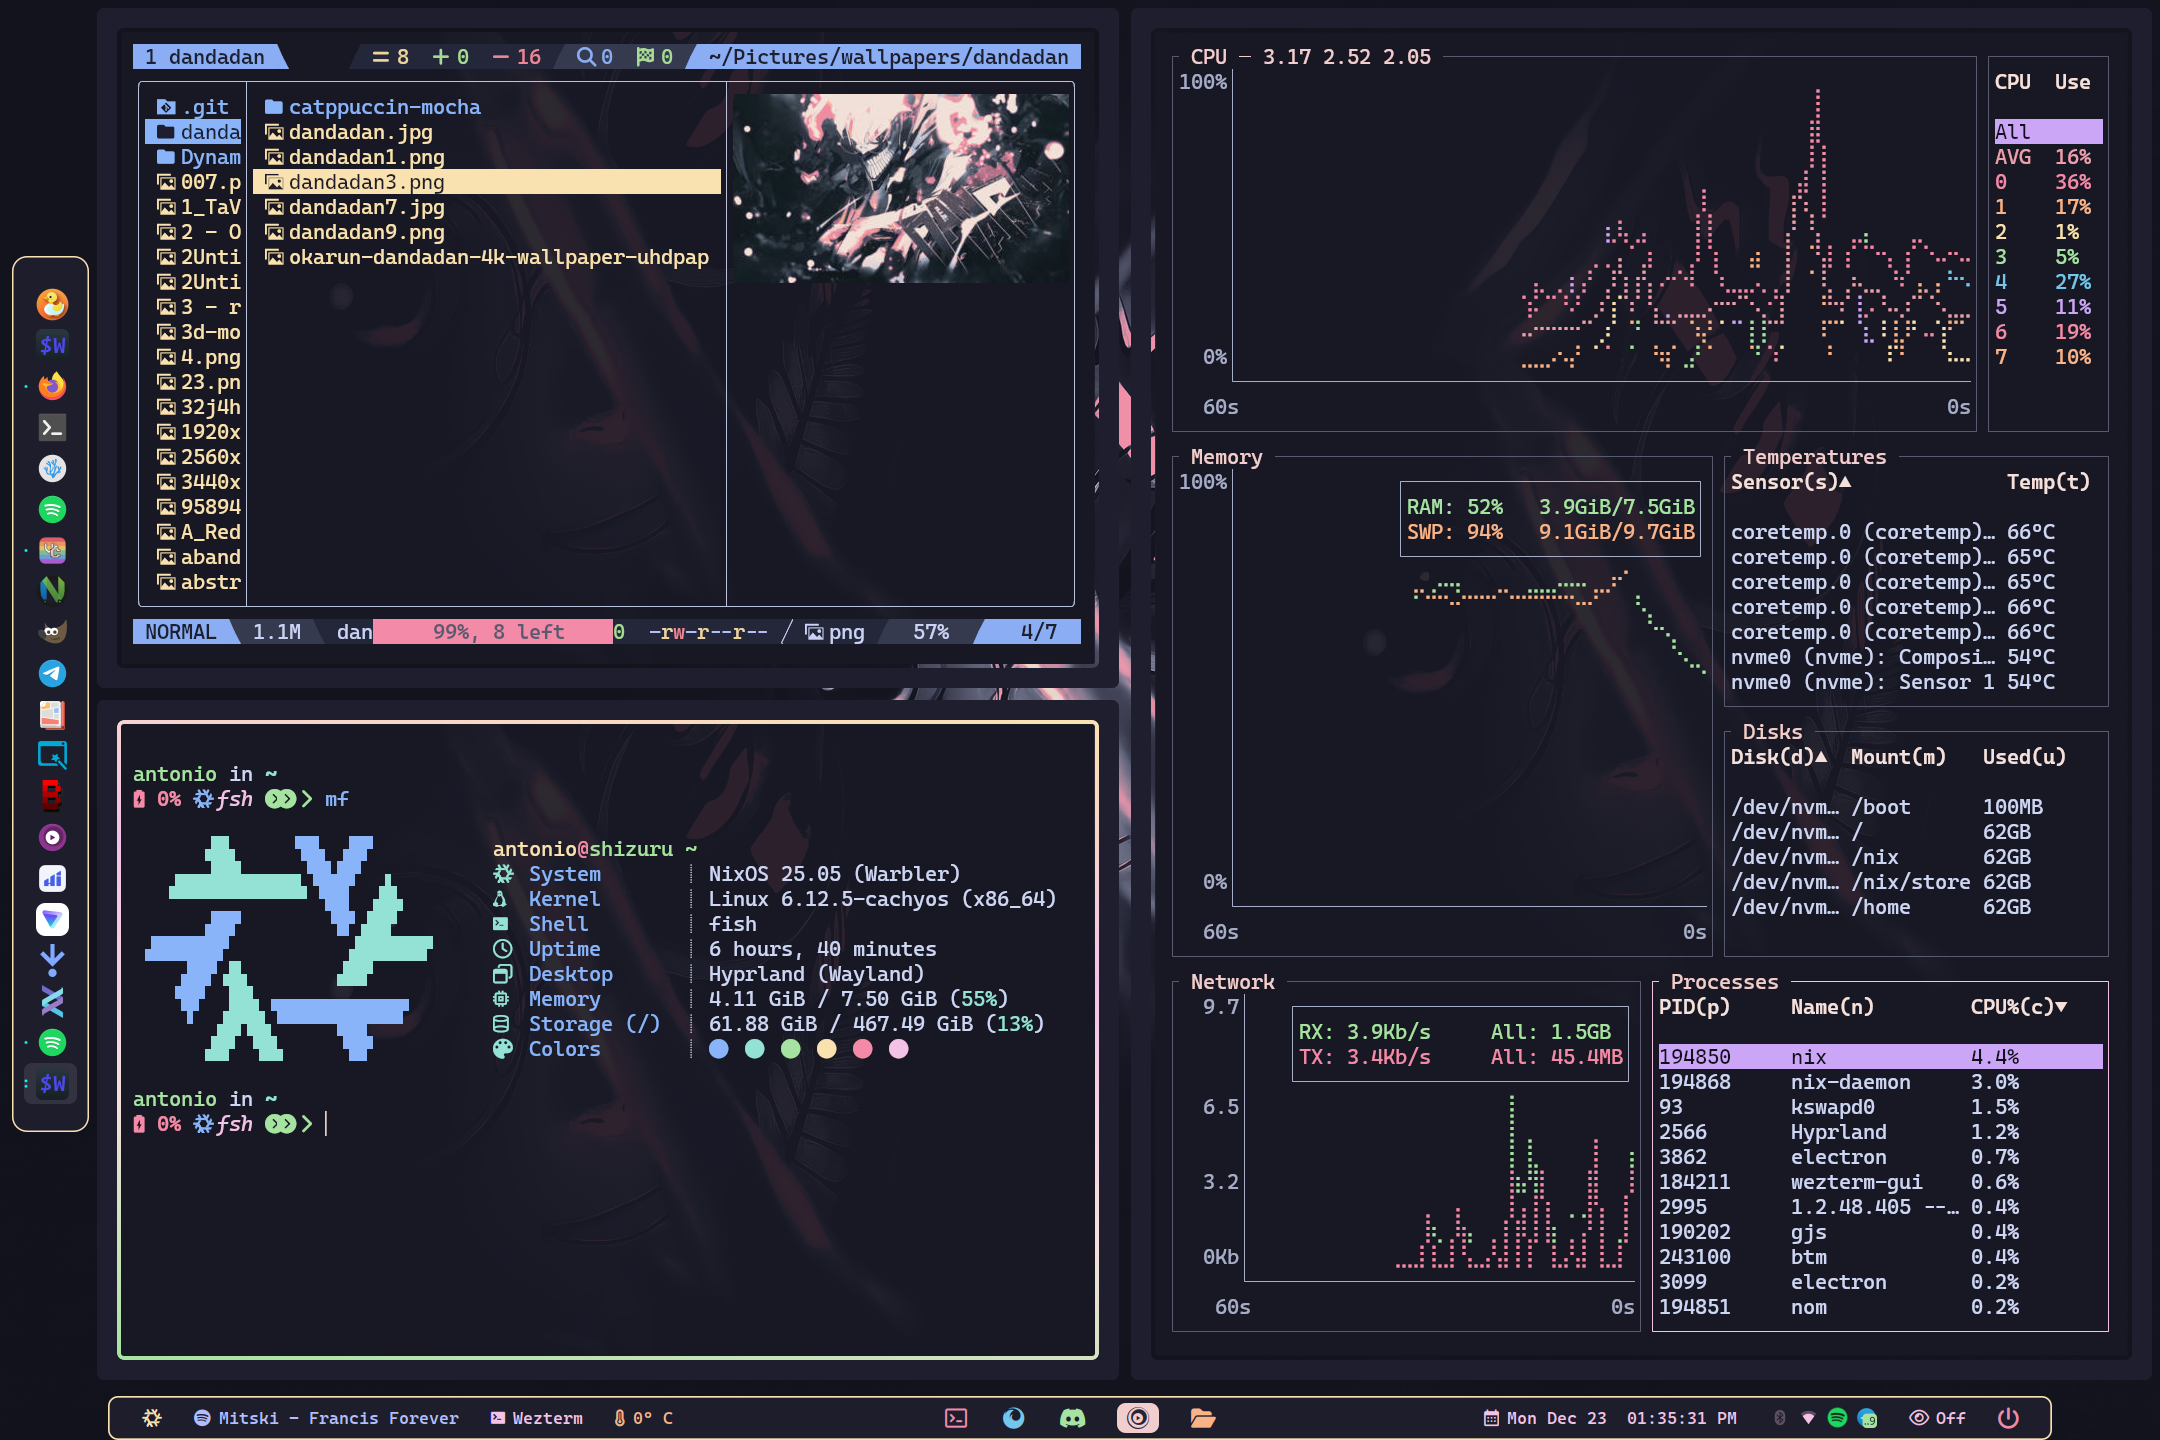 1 dandadan
= 8 + 0 − 16 0 0 ~/Pictures/wallpapers/dandadan
.git
danda
Dynam
007.p
1_TaV
2 - O
2Unti
2Unti
3 - r
3d-mo
4.png
23.pn
32j4h
1920x
2560x
3440x
95894
A_Red
aband
abstr
catppuccin-mocha
dandadan.jpg
dandadan1.png
dandadan3.png
dandadan7.jpg
dandadan9.png
okarun-dandadan-4k-wallpaper-uhdpap
NORMAL 1.1M dan 99%, 8 left 0 -rw-r--r-- / png 57% 4/7
antonio in ~
0% fsh mf
antonio@shizuru ~
System NixOS 25.05 (Warbler)
Kernel Linux 6.12.5-cachyos (x86_64)
Shell fish
Uptime 6 hours, 40 minutes
Desktop Hyprland (Wayland)
Memory 4.11 GiB / 7.50 GiB (55%)
Storage (/) 61.88 GiB / 467.49 GiB (13%)
Colors
antonio in ~
0% fsh
CPU — 3.17 2.52 2.05
100%
0%
60s 0s
CPU Use
All
AVG 16%
0 36%
1 17%
2 1%
3 5%
4 27%
5 11%
6 19%
7 10%
Memory
100%
RAM: 52% 3.9GiB/7.5GiB
SWP: 94% 9.1GiB/9.7GiB
0%
60s 0s
Temperatures
Sensor(s)▲ Temp(t)
coretemp.0 (coretemp)… 66°C
coretemp.0 (coretemp)… 65°C
coretemp.0 (coretemp)… 65°C
coretemp.0 (coretemp)… 66°C
coretemp.0 (coretemp)… 66°C
nvme0 (nvme): Composi… 54°C
nvme0 (nvme): Sensor 1 54°C
Disks
Disk(d)▲ Mount(m) Used(u)
/dev/nvm… /boot 100MB
/dev/nvm… / 62GB
/dev/nvm… /nix 62GB
/dev/nvm… /nix/store 62GB
/dev/nvm… /home 62GB
Network
9.7
RX: 3.9Kb/s All: 1.5GB
TX: 3.4Kb/s All: 45.4MB
6.5
3.2
0Kb
60s 0s
Processes
PID(p) Name(n) CPU%(c)▼
194850 nix 4.4%
194868 nix-daemon 3.0%
93 kswapd0 1.5%
2566 Hyprland 1.2%
3862 electron 0.7%
184211 wezterm-gui 0.6%
2995 1.2.48.405 --… 0.4%
190202 gjs 0.4%
243100 btm 0.4%
3099 electron 0.2%
194851 nom 0.2%
$W
$W
Mitski - Francis Forever Wezterm 0° C
Mon Dec 23 01:35:31 PM Off